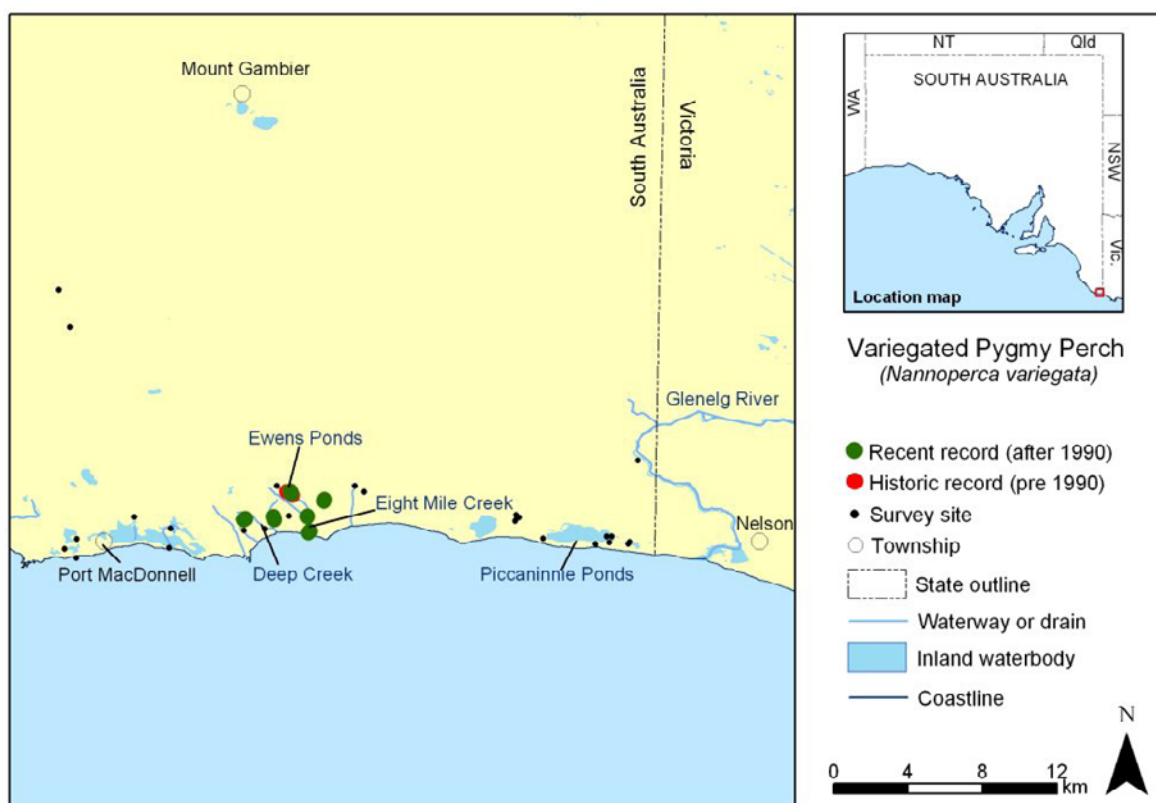 Mount Gambier
South Australia
Victoria
Glenelg River
Ewens Ponds
Eight Mile Creek
Nelson
Port MacDonnell
Deep Creek
Piccaninnie Ponds
NT
Qld
SOUTH AUSTRALIA
WA
NSW
Vic.
Location map
Variegated Pygmy Perch
(Nannoperca variegata)
Recent record (after 1990)
Historic record (pre 1990)
Survey site
Township
State outline
Waterway or drain
Inland waterbody
Coastline
N
0 4 8 12
km